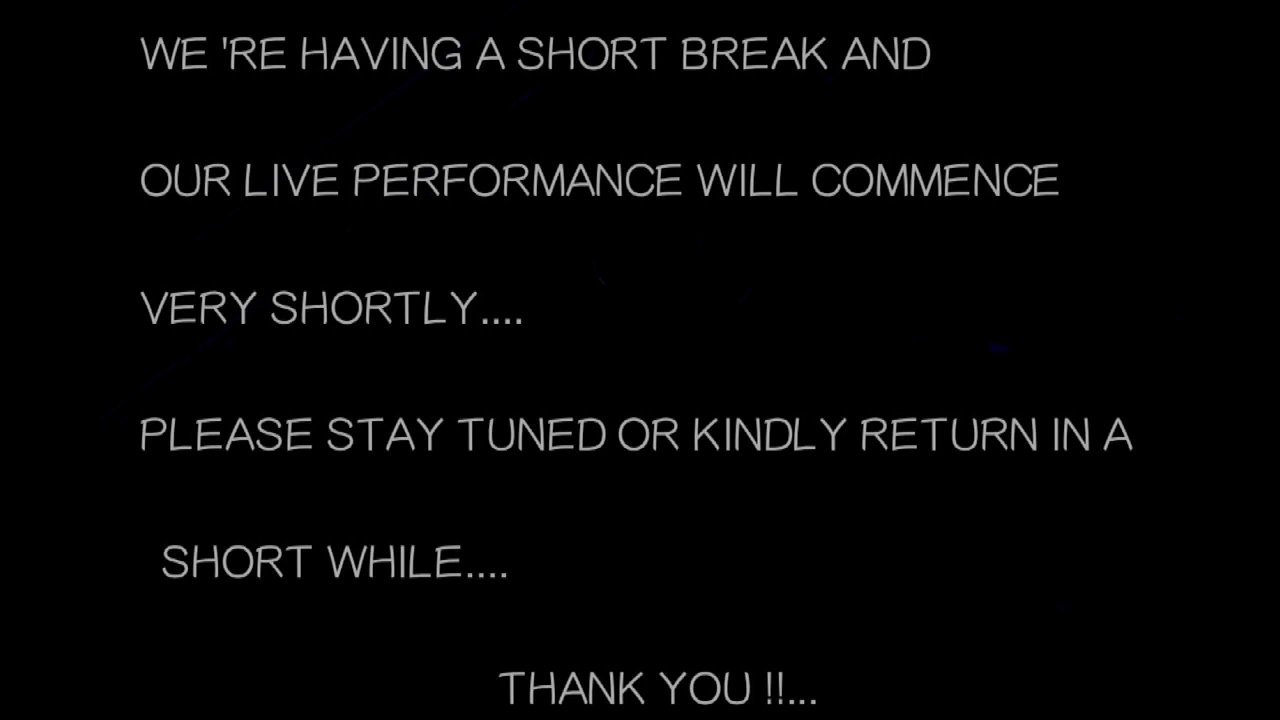 WE 'RE HAVING A SHORT BREAK AND
OUR LIVE PERFORMANCE WILL COMMENCE
VERY SHORTLY....
PLEASE STAY TUNED OR KINDLY RETURN IN A
SHORT WHILE....
THANK YOU !!...